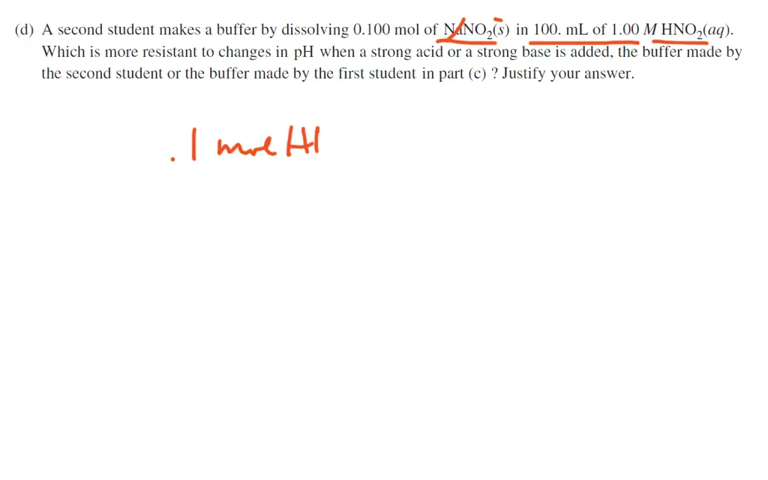 (d) A second student makes a buffer by dissolving 0.100 mol of NaNO₂(s) in 100. mL of 1.00 M HNO₂(aq).
Which is more resistant to changes in pH when a strong acid or a strong base is added, the buffer made by
the second student or the buffer made by the first student in part (c) ? Justify your answer.
.1 mole H